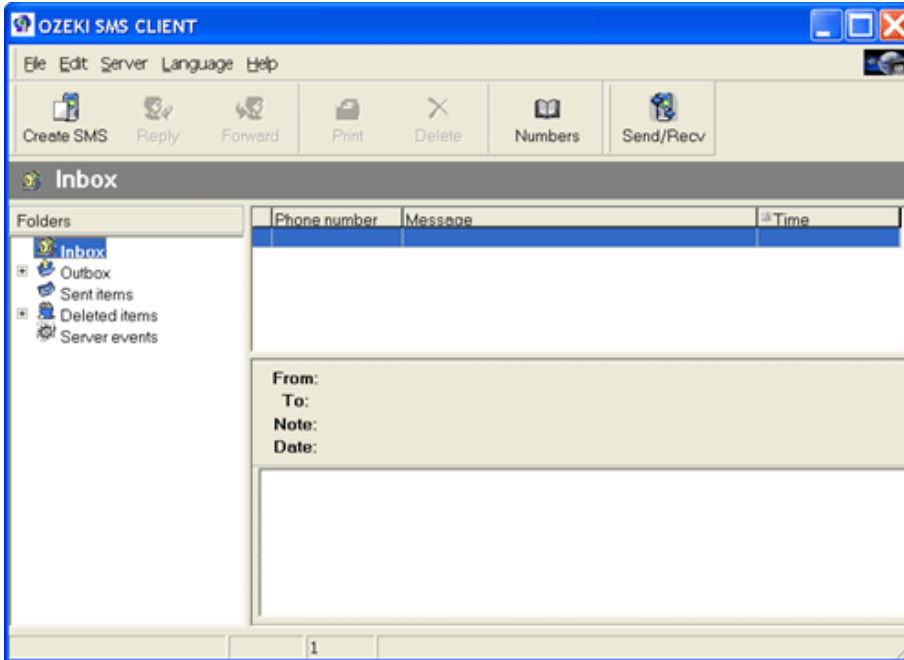 OZEKI SMS CLIENT
File Edit Server Language Help
Create SMS Reply Forward Print Delete Numbers Send/Recv
Inbox
Folders
Phone number Message Time
Inbox
Outbox
Sent items
Deleted items
Server events
From:
To:
Note:
Date:
1